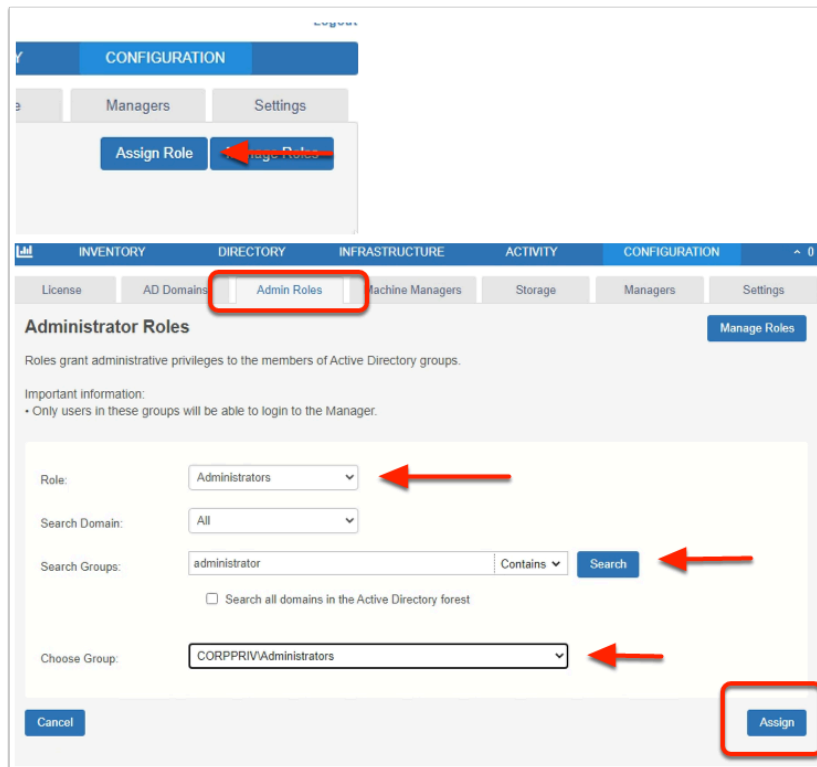 Logout
Y CONFIGURATION
e Managers Settings
Assign Role Manage Roles
INVENTORY DIRECTORY INFRASTRUCTURE ACTIVITY CONFIGURATION ^ 0
License AD Domains Admin Roles Machine Managers Storage Managers Settings
Administrator Roles Manage Roles
Roles grant administrative privileges to the members of Active Directory groups.
Important information:
• Only users in these groups will be able to login to the Manager.
Role: Administrators
Search Domain: All
Search Groups: administrator Contains Search
Search all domains in the Active Directory forest
Choose Group: CORPPRIV\Administrators
Cancel Assign